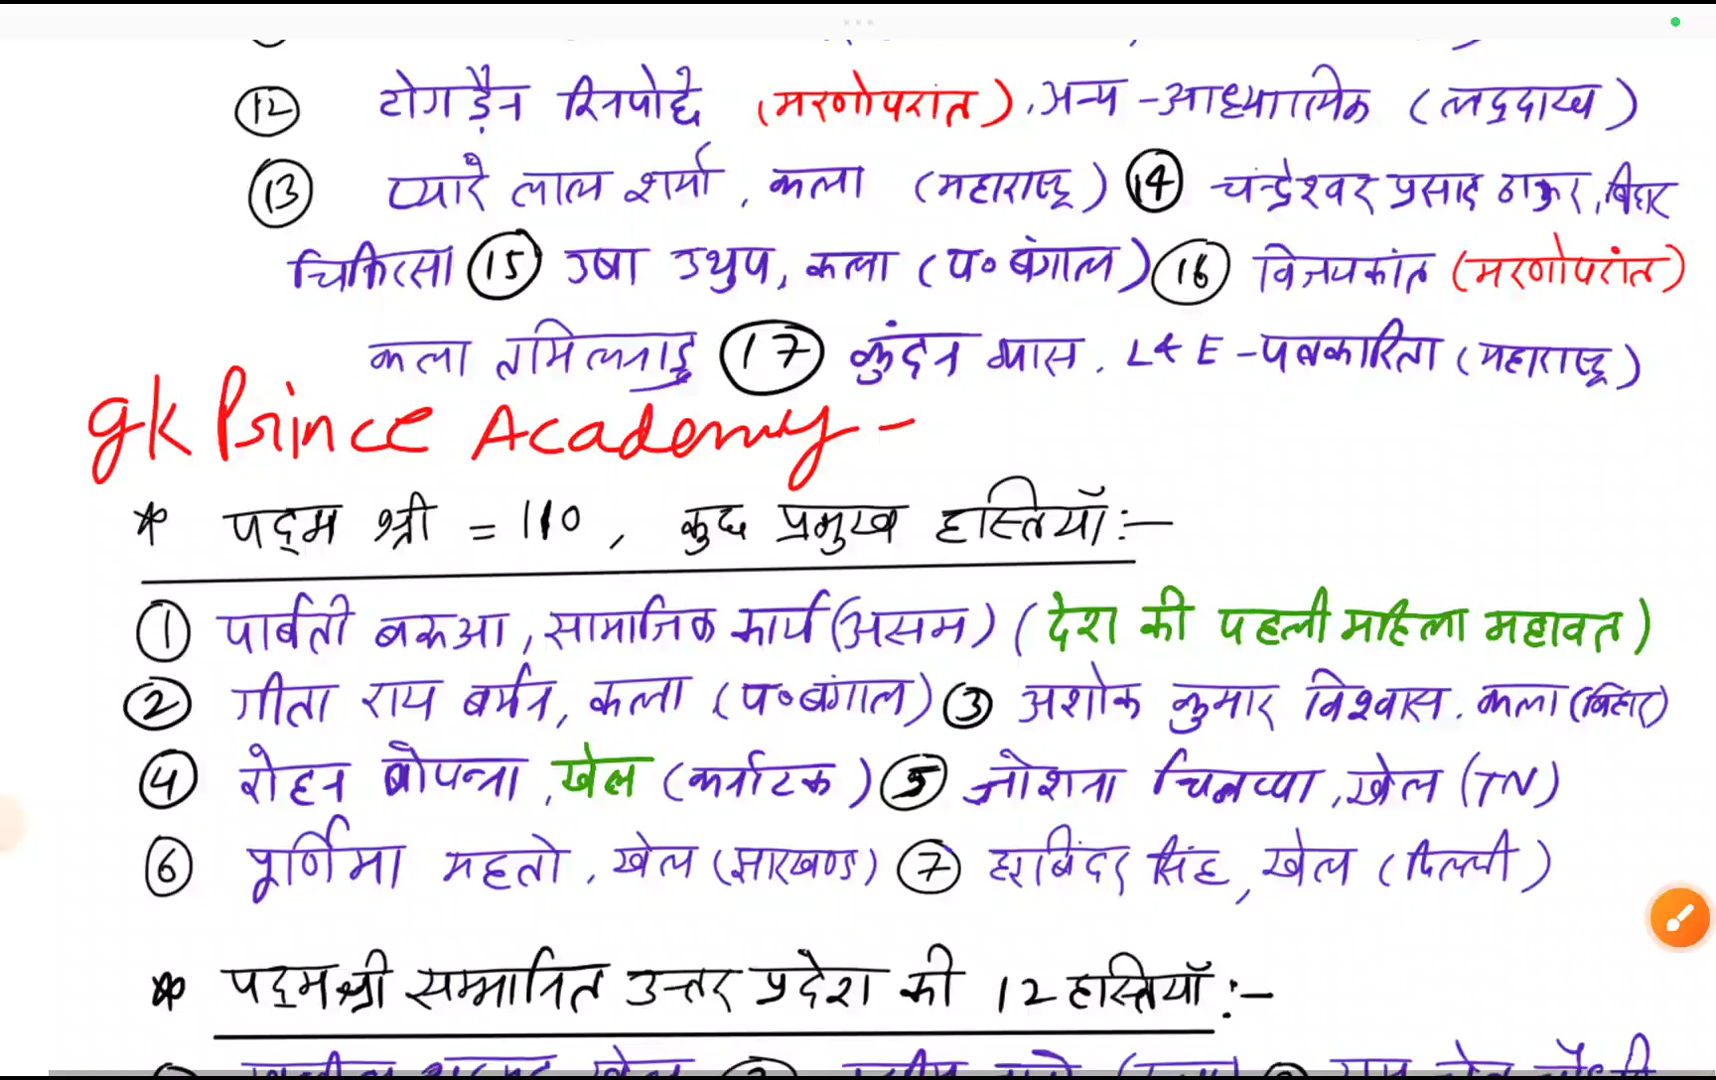 (12) टोगडैन रिनपोछे (मरणोपरांत), अन्य -आध्यात्मिक (लद्दाख)
(13) प्यारे लाल शर्मा, कला (महाराष्ट्र) (14) चंद्रेश्वर प्रसाद ठाकुर, बिहार
चिकित्सा (15) उषा उथुप, कला (प॰ बंगाल) (16) विजयकांत (मरणोपरांत)
कला तमिलनाडु (17) कुंदन व्यास. L & E -पत्रकारिता (महाराष्ट्र)
GK Prince Academy -
* पद्म श्री = 110, कुछ प्रमुख हस्तियाँ:-
(1) पार्बती बरूआ, सामाजिक कार्य (असम) (देश की पहली महिला महावत)
(2) गीता राय बर्मन, कला (प॰ बंगाल) (3) अशोक कुमार विश्वास. कला (बिहार)
(4) रोहन बोपन्ना, खेल (कर्नाटक) (5) जोशना चिनप्पा, खेल (TN)
(6) पूर्णिमा महतो, खेल (झारखण्ड) (7) हरबिंदर सिंह, खेल (दिल्ली)
* पद्मश्री सम्मानित उत्तर प्रदेश की 12 हस्तियाँ:-